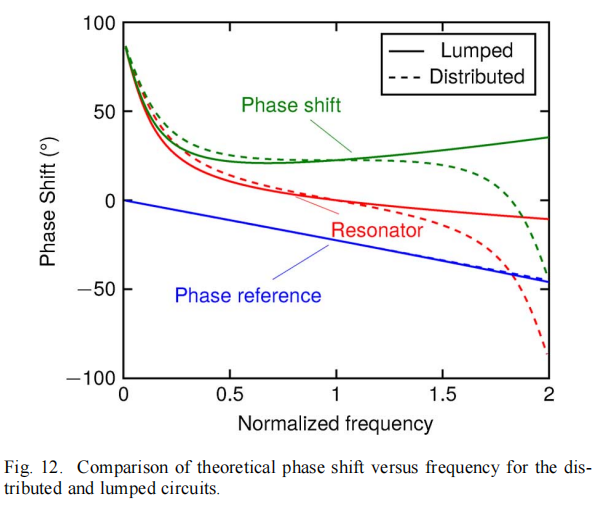 100
Lumped
Distributed
Phase shift
50
Phase Shift (°)
0
Resonator
Phase reference
−50
−100
0
0.5
1
1.5
2
Normalized frequency
Fig. 12. Comparison of theoretical phase shift versus frequency for the dis-
tributed and lumped circuits.